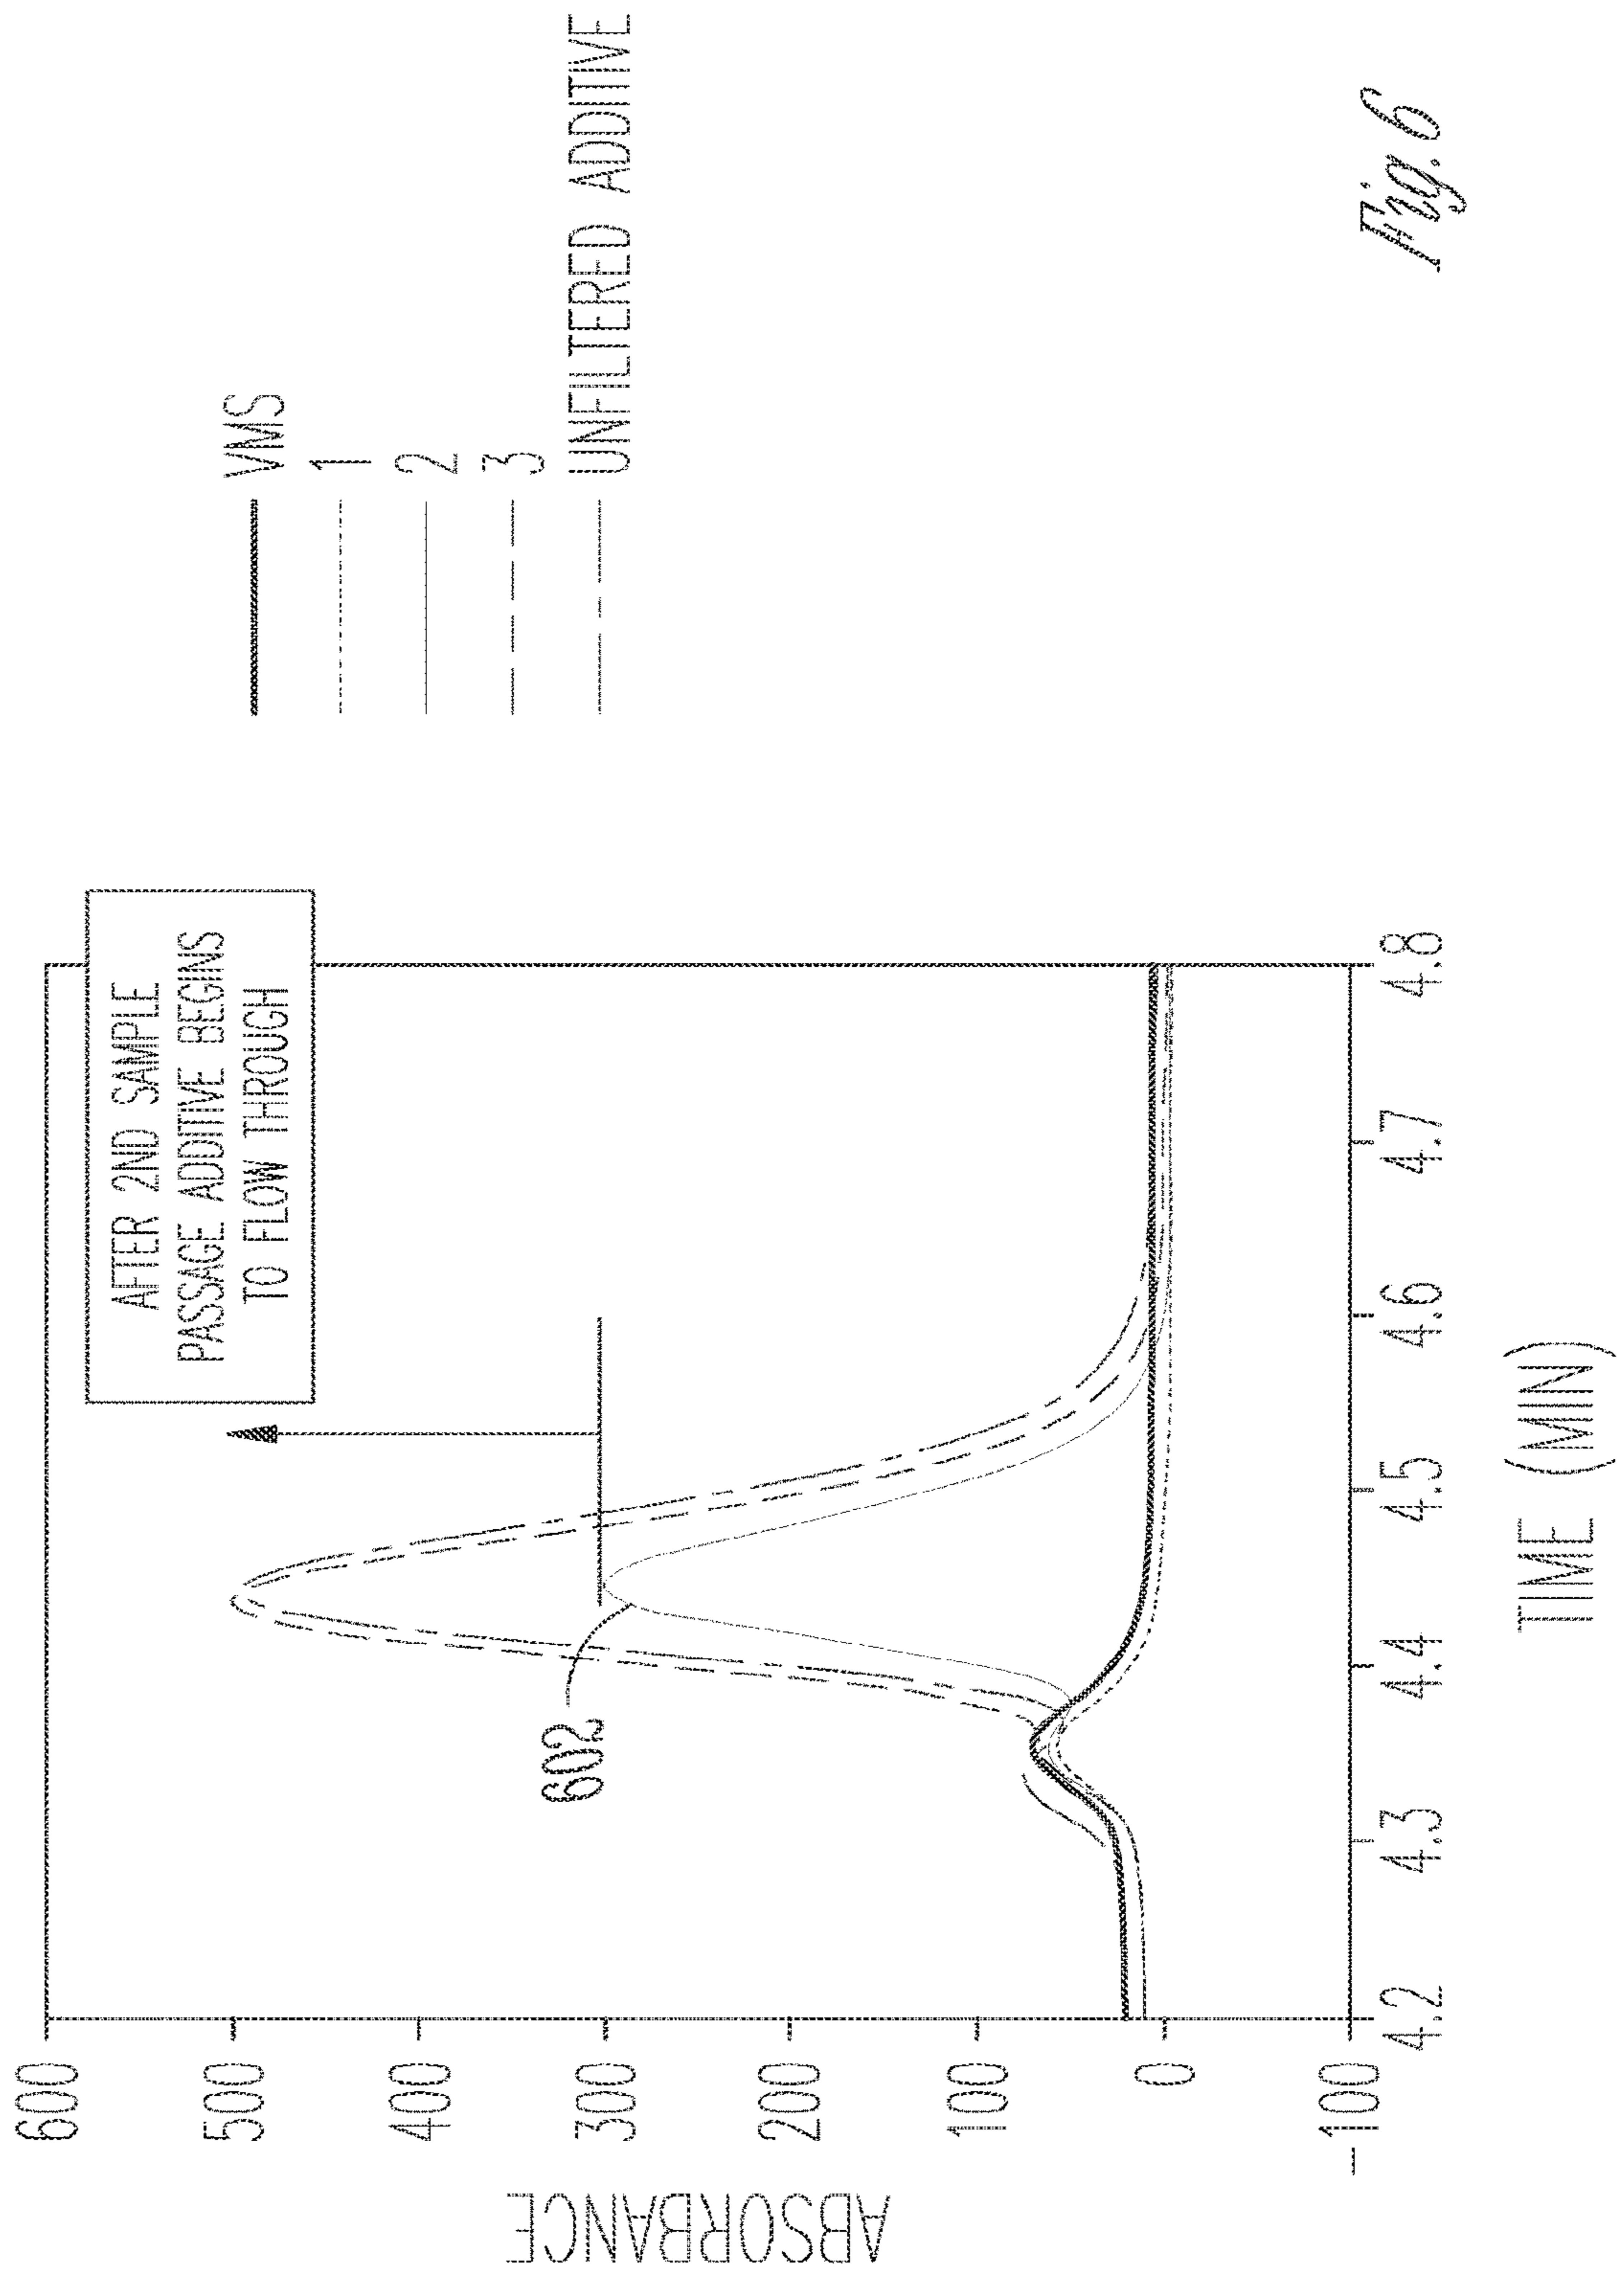 600
500
400
300
200
100
0
-100
ABSORBANCE
4.2
4.3
4.4
4.5
4.6
4.7
4.8
TIME (MIN)
602
AFTER 2ND SAMPLE
PASSAGE ADDITIVE BEGINS
TO FLOW THROUGH
VMS
1
2
3
UNFILTERED ADDITIVE
Fig. 6